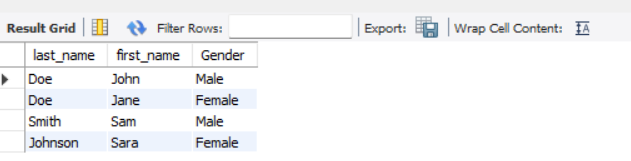 Result Grid Filter Rows: Export: Wrap Cell Content: IA
last_name first_name Gender
Doe John Male
Doe Jane Female
Smith Sam Male
Johnson Sara Female